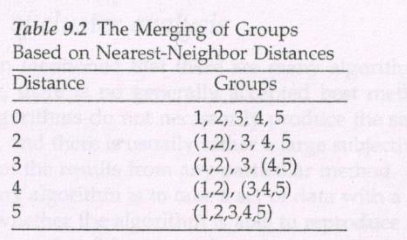 Table 9.2 The Merging of Groups
Based on Nearest-Neighbor Distances
Distance Groups
0 1, 2, 3, 4, 5
2 (1,2), 3, 4, 5
3 (1,2), 3, (4,5)
4 (1,2), (3,4,5)
5 (1,2,3,4,5)